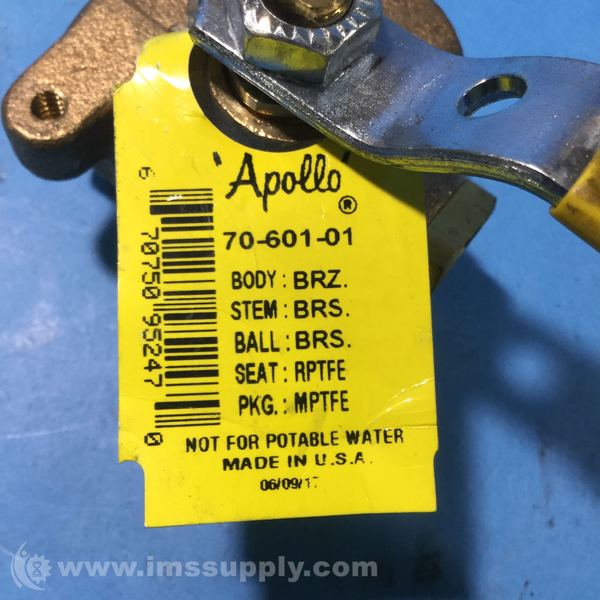 'Apollo'
®
70-601-01
BODY: BRZ.
STEM: BRS.
BALL: BRS.
SEAT: RPTFE
PKG.: MPTFE
NOT FOR POTABLE WATER
MADE IN U.S.A.
06/09/17
6 70750 95247 0
www.imssupply.com